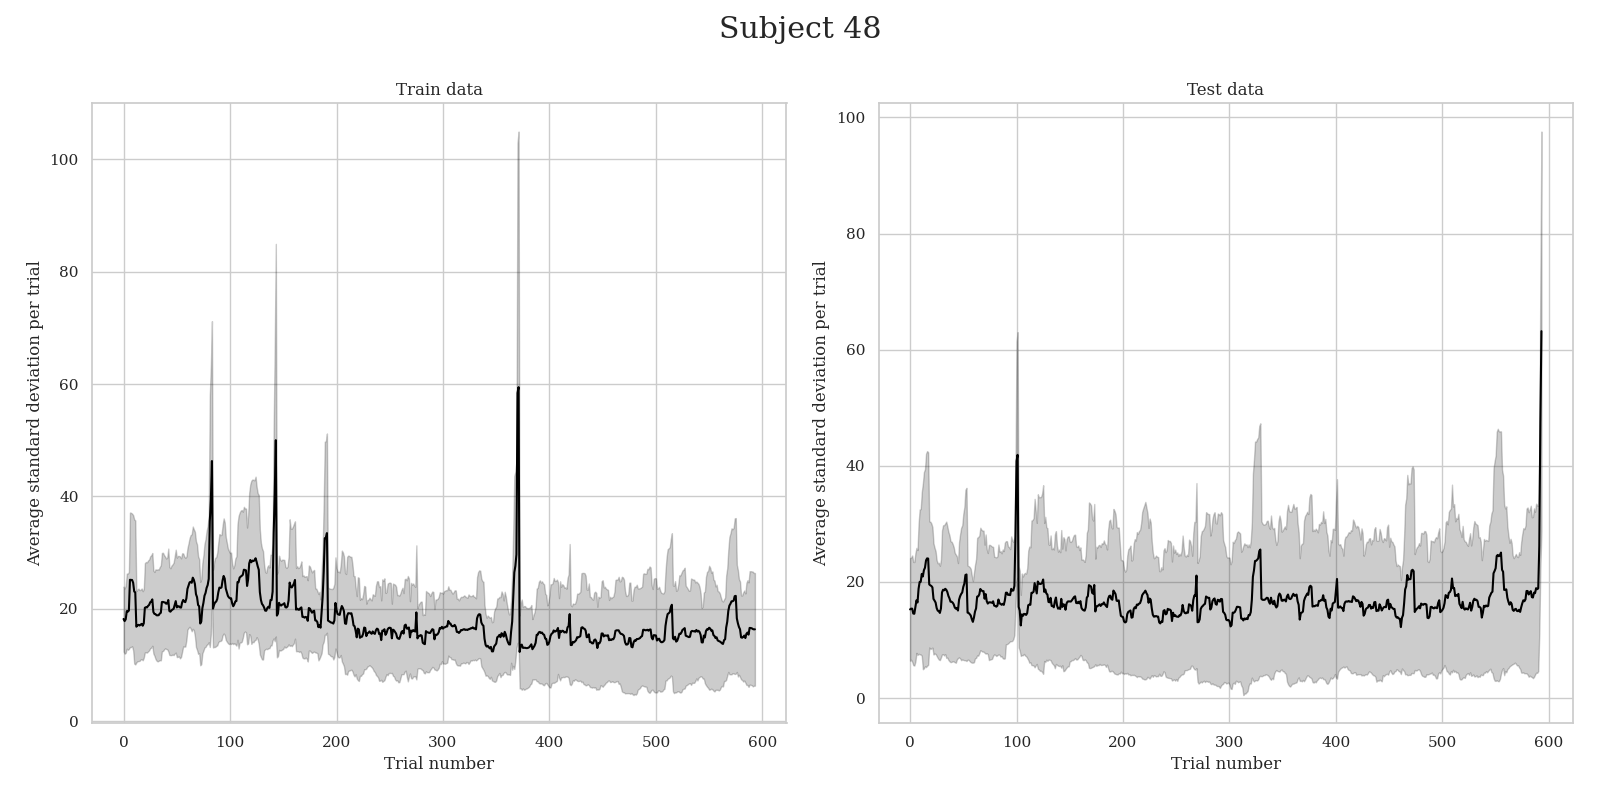 Subject 48
Train data
Average standard deviation per trial
100
80
60
40
20
0
0 100 200 300 400 500 600
Trial number
Test data
Average standard deviation per trial
100
80
60
40
20
0
0 100 200 300 400 500 600
Trial number